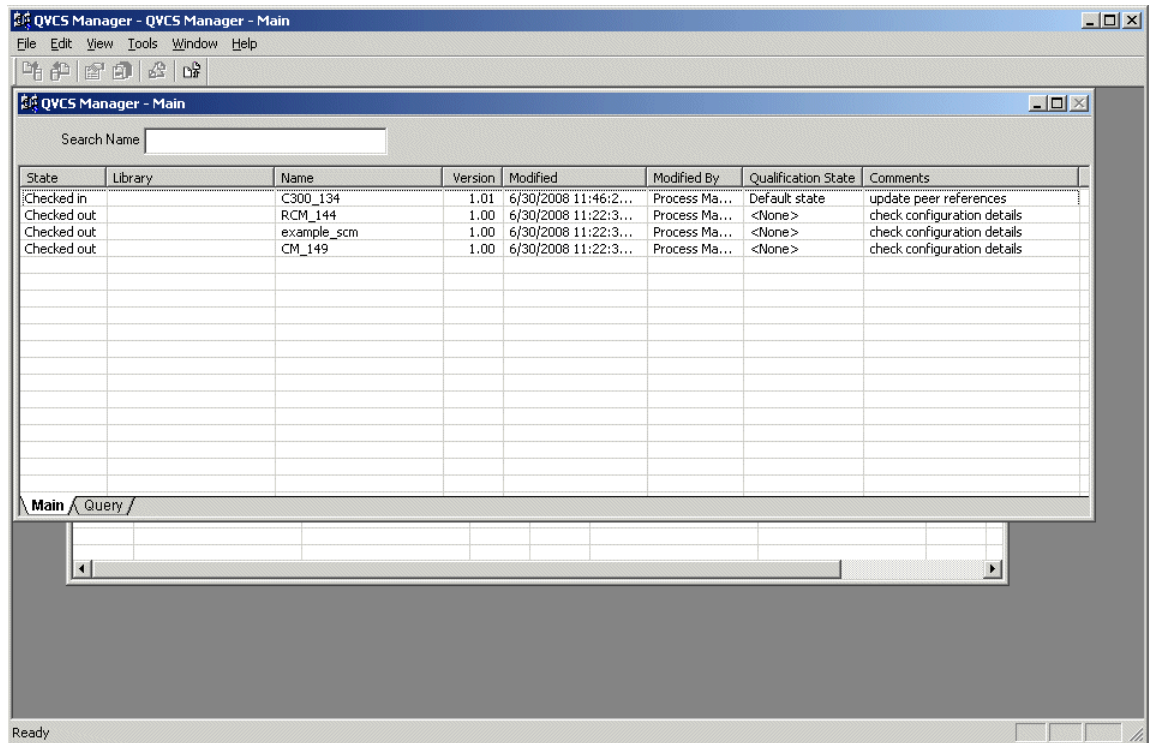 QVCS Manager - QVCS Manager - Main
File Edit View Tools Window Help
QVCS Manager - Main
Search Name
State Library Name Version Modified Modified By Qualification State Comments
Checked in C300_134 1.01 6/30/2008 11:46:2... Process Ma... Default state update peer references
Checked out RCM_144 1.00 6/30/2008 11:22:3... Process Ma... <None> check configuration details
Checked out example_scm 1.00 6/30/2008 11:22:3... Process Ma... <None> check configuration details
Checked out CM_149 1.00 6/30/2008 11:22:3... Process Ma... <None> check configuration details
Main Query
Ready